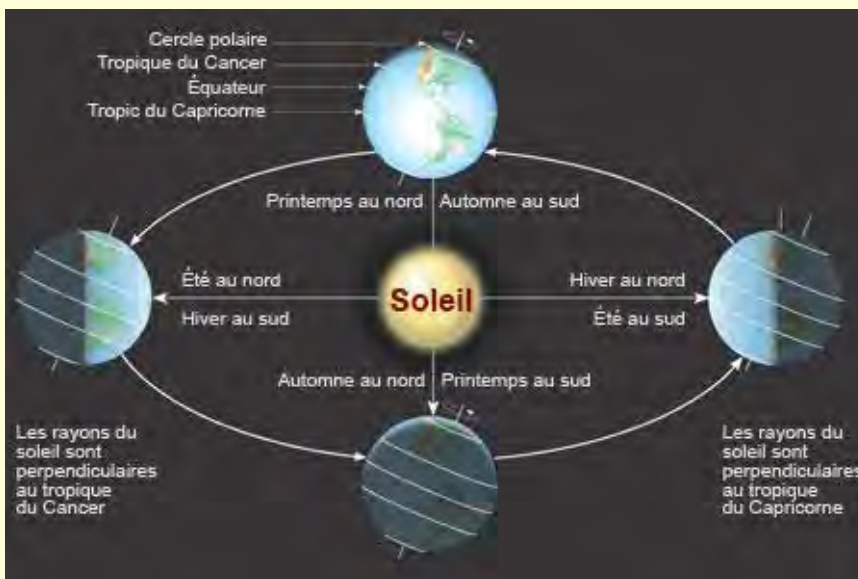 Cercle polaire
Tropique du Cancer
Équateur
Tropic du Capricorne
Printemps au nord
Automne au sud
Été au nord
Hiver au sud
Soleil
Hiver au nord
Été au sud
Automne au nord
Printemps au sud
Les rayons du
soleil sont
perpendiculaires
au tropique
du Cancer
Les rayons du
soleil sont
perpendiculaires
au tropique
du Capricorne